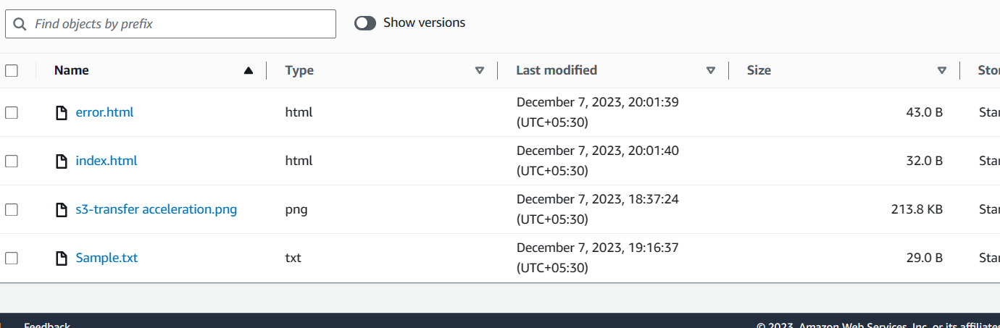 Find objects by prefix Show versions
Name Type Last modified Size Stor
error.html html December 7, 2023, 20:01:39 (UTC+05:30) 43.0 B Star
index.html html December 7, 2023, 20:01:40 (UTC+05:30) 32.0 B Star
s3-transfer acceleration.png png December 7, 2023, 18:37:24 (UTC+05:30) 213.8 KB Star
Sample.txt txt December 7, 2023, 19:16:37 (UTC+05:30) 29.0 B Star
Feedback © 2023, Amazon Web Services, Inc. or its affiliates